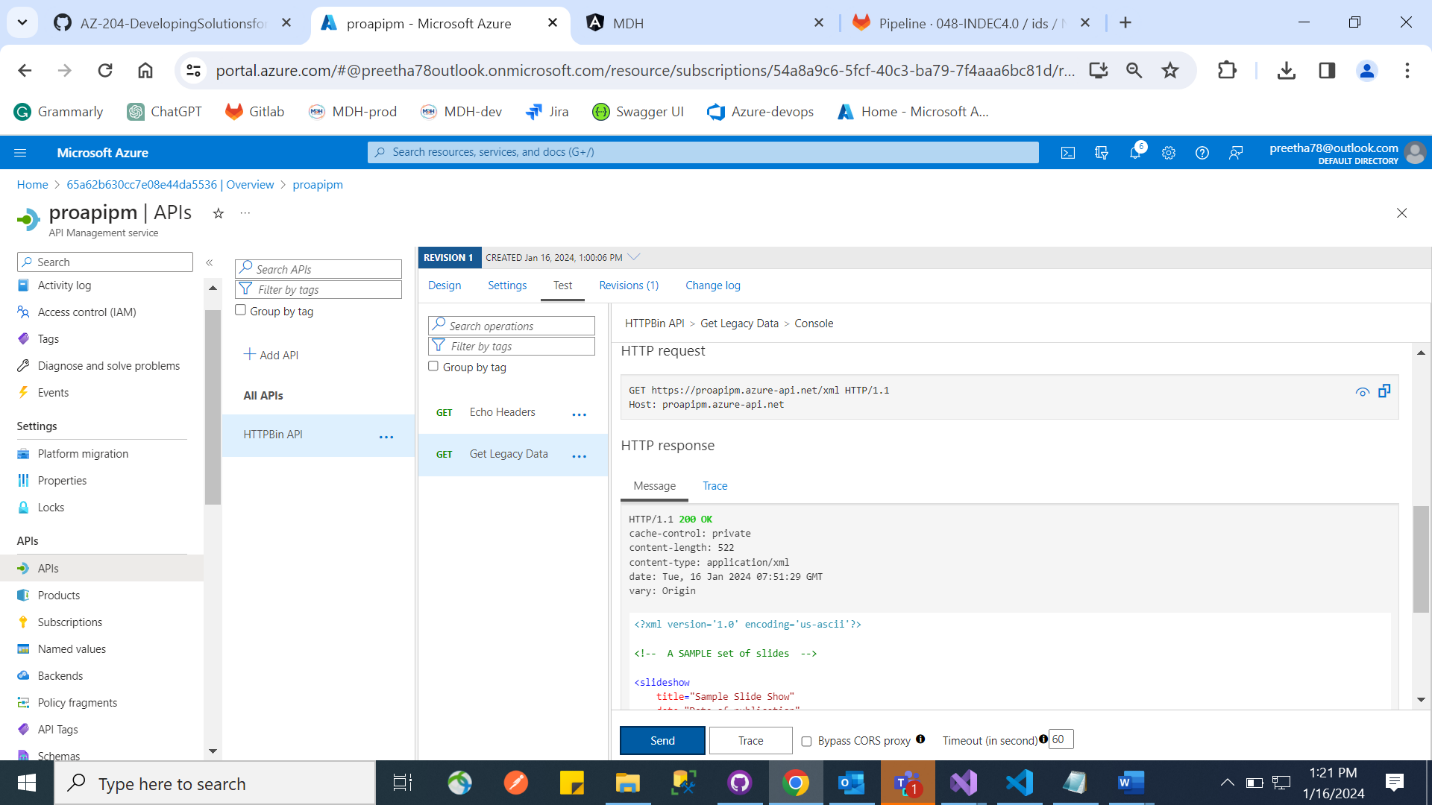 AZ-204-DevelopingSolutionsfo
proapipm - Microsoft Azure
MDH
Pipeline · 048-INDEC4.0 / ids / N
portal.azure.com/#@preetha78outlook.onmicrosoft.com/resource/subscriptions/54a8a9c6-5fcf-40c3-ba79-7f4aaa6bc81d/r...
Grammarly
ChatGPT
Gitlab
MDH-prod
MDH-dev
Jira
Swagger UI
Azure-devops
Home - Microsoft A...
Microsoft Azure
Search resources, services, and docs (G+/)
6
preetha78@outlook.com
DEFAULT DIRECTORY
Home > 65a62b630cc7e08e44da5536 | Overview > proapipm
proapipm | APIs
API Management service
Search
Activity log
Access control (IAM)
Tags
Diagnose and solve problems
Events
Settings
Platform migration
Properties
Locks
APIs
APIs
Products
Subscriptions
Named values
Backends
Policy fragments
API Tags
Schemas
Search APIs
Filter by tags
Group by tag
+ Add API
All APIs
HTTPBin API
REVISION 1 CREATED Jan 16, 2024, 1:00:06 PM
Design
Settings
Test
Revisions (1)
Change log
Search operations
Filter by tags
Group by tag
GET Echo Headers
GET Get Legacy Data
HTTPBin API > Get Legacy Data > Console
HTTP request
GET https://proapipm.azure-api.net/xml HTTP/1.1
Host: proapipm.azure-api.net
HTTP response
Message
Trace
HTTP/1.1 200 OK
cache-control: private
content-length: 522
content-type: application/xml
date: Tue, 16 Jan 2024 07:51:29 GMT
vary: Origin
<?xml version='1.0' encoding='us-ascii'?>
<!-- A SAMPLE set of slides -->
<slideshow
title="Sample Slide Show"
date="Date of publication"
Send
Trace
Bypass CORS proxy
Timeout (in second) 60
Type here to search
1
1:21 PM
1/16/2024